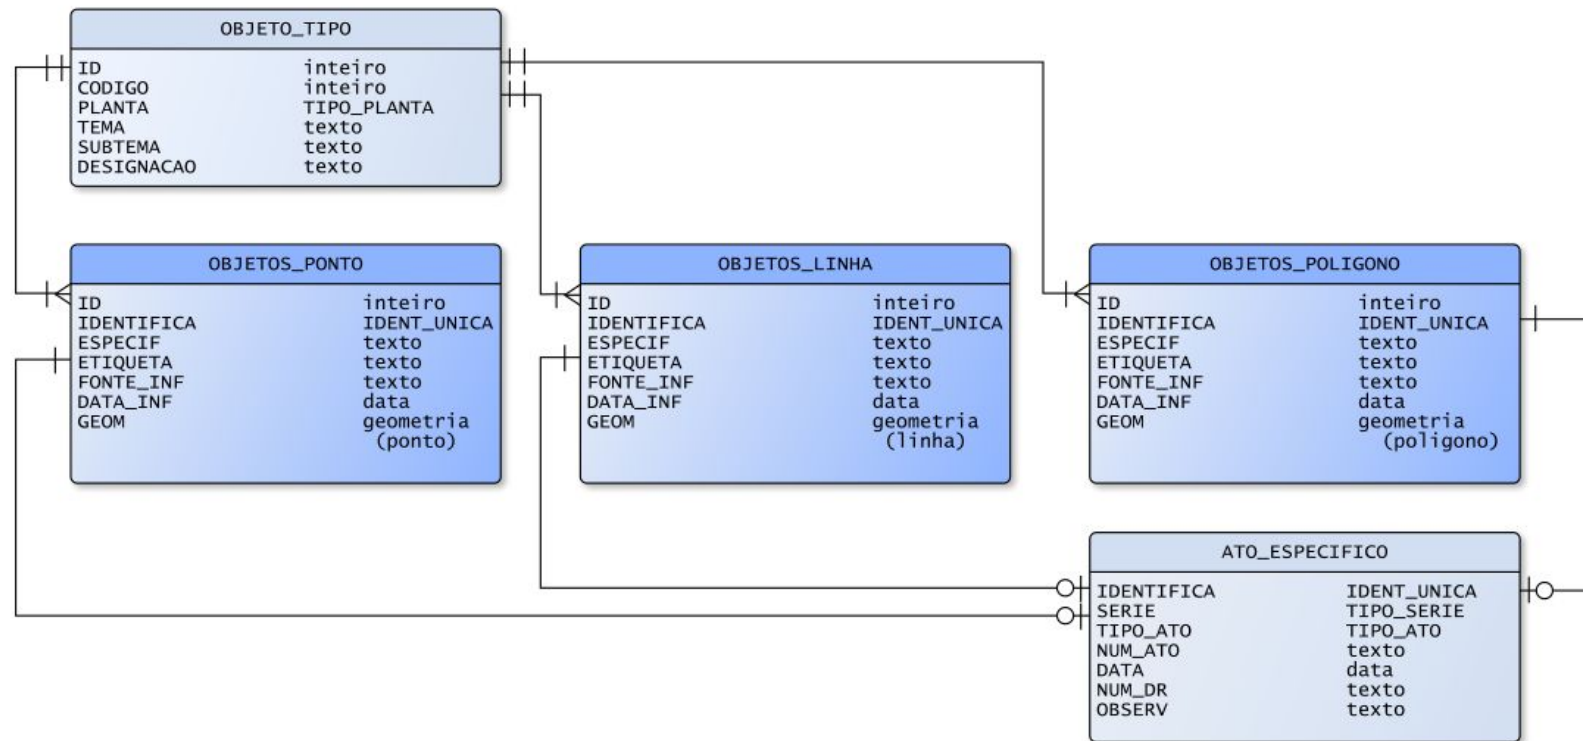 OBJETO_TIPO
ID inteiro
CODIGO inteiro
PLANTA TIPO_PLANTA
TEMA texto
SUBTEMA texto
DESIGNACAO texto
OBJETOS_PONTO
ID inteiro
IDENTIFICA IDENT_UNICA
ESPECIF texto
ETIQUETA texto
FONTE_INF texto
DATA_INF data
GEOM geometria
(ponto)
OBJETOS_LINHA
ID inteiro
IDENTIFICA IDENT_UNICA
ESPECIF texto
ETIQUETA texto
FONTE_INF texto
DATA_INF data
GEOM geometria
(linha)
OBJETOS_POLIGONO
ID inteiro
IDENTIFICA IDENT_UNICA
ESPECIF texto
ETIQUETA texto
FONTE_INF texto
DATA_INF data
GEOM geometria
(poligono)
ATO_ESPECIFICO
IDENTIFICA IDENT_UNICA
SERIE TIPO_SERIE
TIPO_ATO TIPO_ATO
NUM_ATO texto
DATA data
NUM_DR texto
OBSERV texto